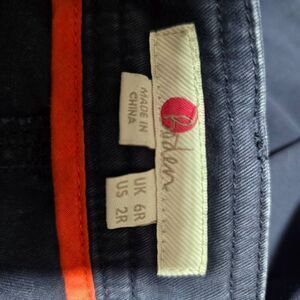 Boden
MADE IN
CHINA
UK 6R
US 2R